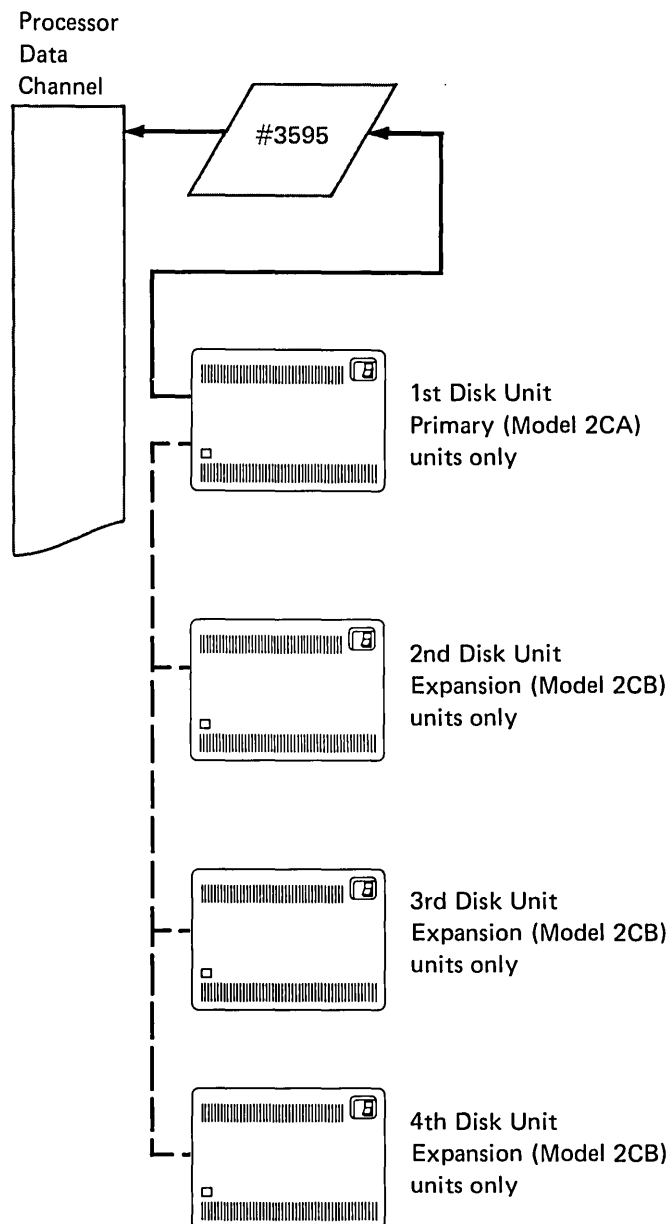 Processor
Data
Channel
#3595
1st Disk Unit
Primary (Model 2CA)
units only
2nd Disk Unit
Expansion (Model 2CB)
units only
3rd Disk Unit
Expansion (Model 2CB)
units only
4th Disk Unit
Expansion (Model 2CB)
units only